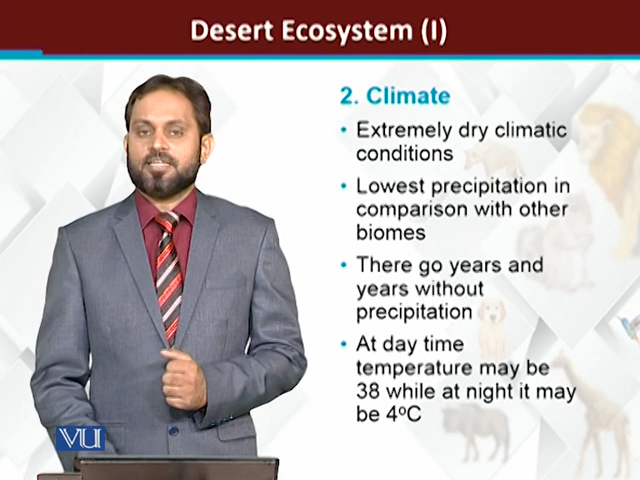 Desert Ecosystem (I)
2. Climate
• Extremely dry climatic
conditions
• Lowest precipitation in
comparison with other
biomes
• There go years and
years without
precipitation
• At day time
temperature may be
38 while at night it may
be 4ºC
VU